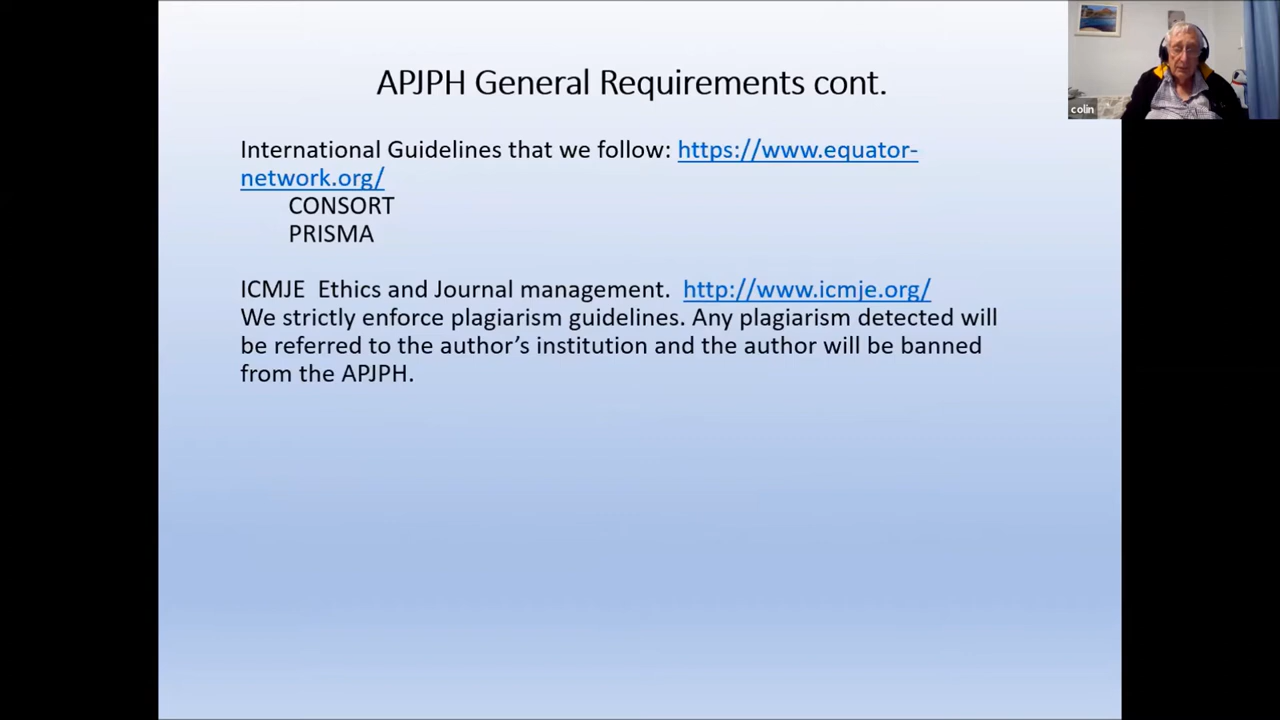 APJPH General Requirements cont.
colin
International Guidelines that we follow: https://www.equator-
network.org/
CONSORT
PRISMA
ICMJE  Ethics and Journal management.  http://www.icmje.org/
We strictly enforce plagiarism guidelines. Any plagiarism detected will
be referred to the author’s institution and the author will be banned
from the APJPH.